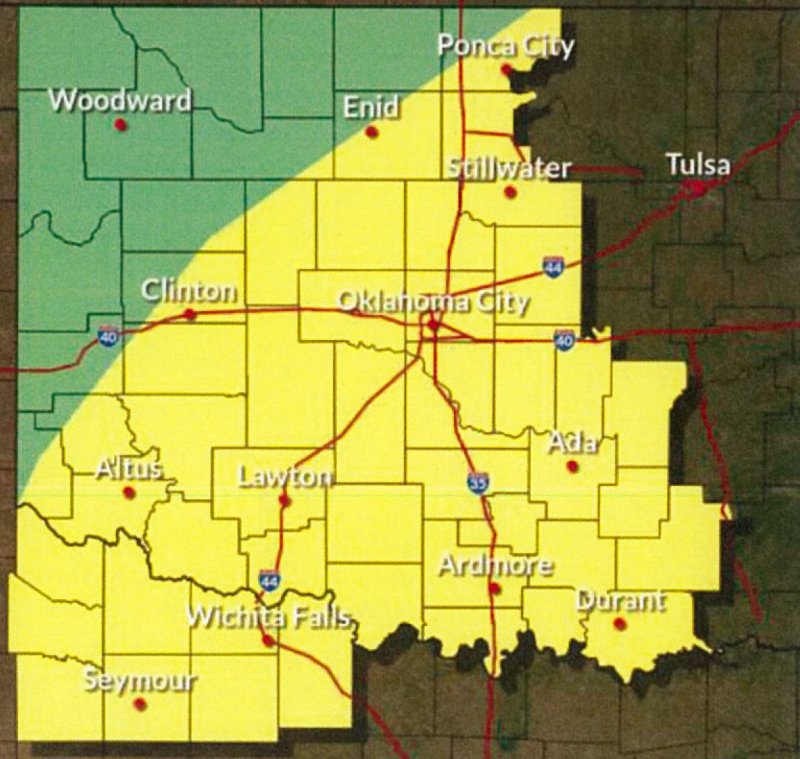 Ponca City
Woodward
Enid
Stillwater
Tulsa
44
Clinton
Oklahoma City
40
40
Ada
Altus
Lawton
35
Ardmore
44
Durant
Wichita Falls
Seymour